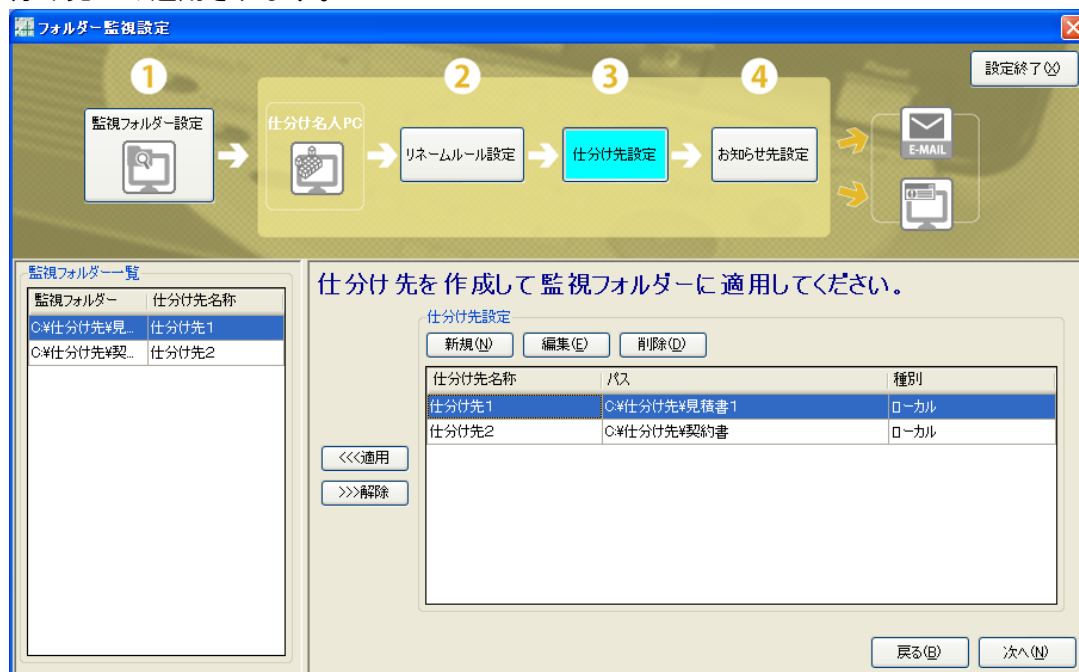 フォルダー監視設定
設定終了(X)
1
2
3
4
監視フォルダー設定
仕分け名人PC
リネームルール設定
仕分け先設定
お知らせ先設定
E-MAIL
監視フォルダー一覧
監視フォルダー 仕分け先名称
C:¥仕分け先¥見... 仕分け先1
C:¥仕分け先¥契... 仕分け先2
仕分け先を作成して監視フォルダーに適用してください。
仕分け先設定
新規(N) 編集(E) 削除(D)
仕分け先名称 パス 種別
仕分け先1 C:¥仕分け先¥見積書1 ローカル
仕分け先2 C:¥仕分け先¥契約書 ローカル
<<<適用
>>>解除
戻る(B) 次へ(N)